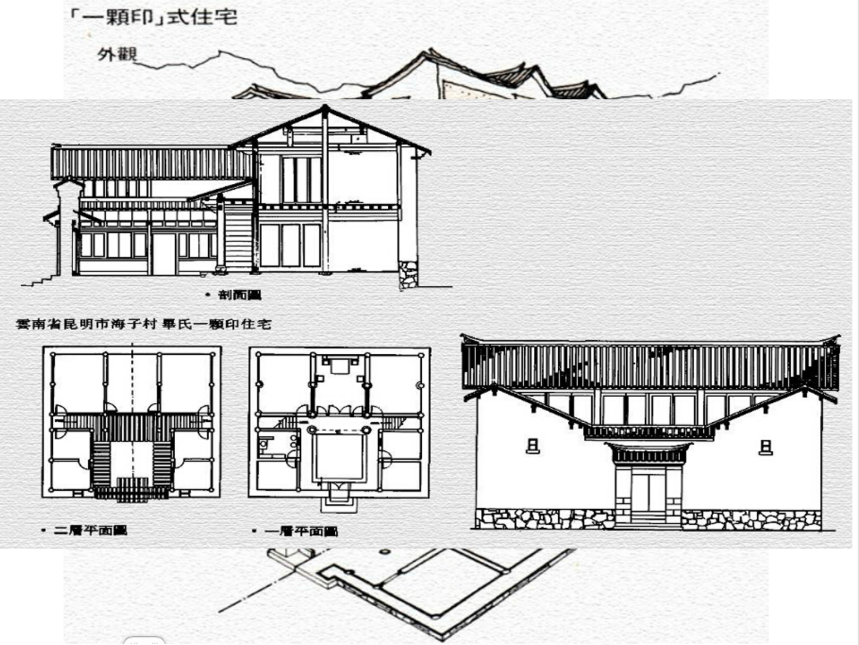 「一顆印」式住宅
外觀
• 剖面圖
雲南省昆明市海子村 畢氏一顆印住宅
• 二層平面圖
• 一層平面圖